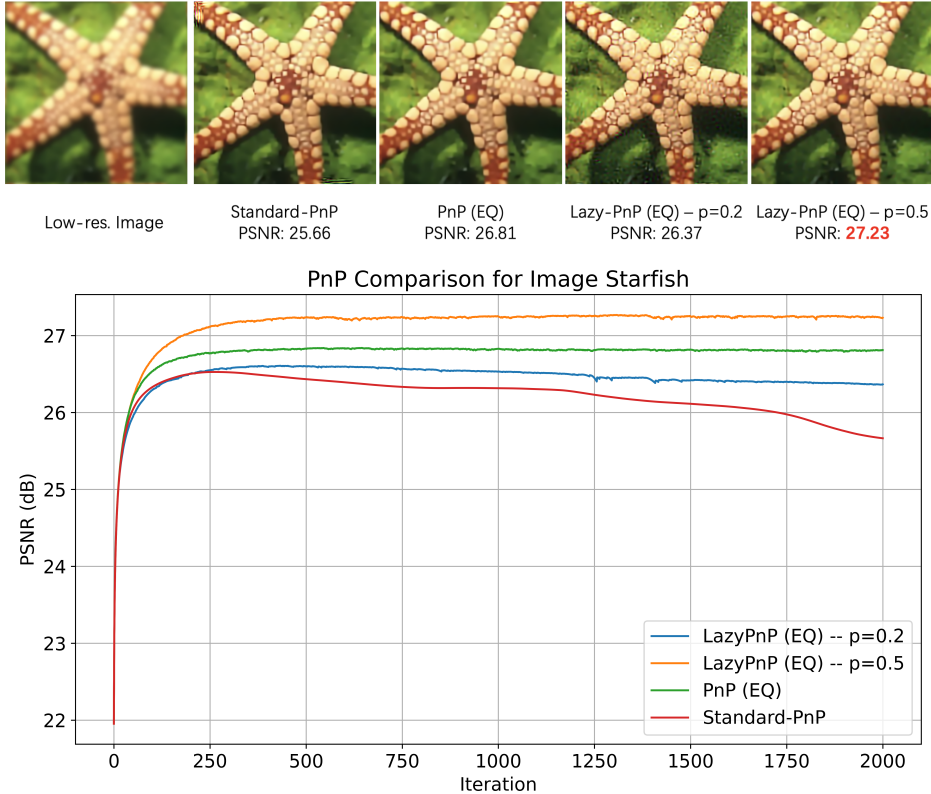 Low-res. Image
Standard-PnP
PSNR: 25.66
PnP (EQ)
PSNR: 26.81
Lazy-PnP (EQ) – p=0.2
PSNR: 26.37
Lazy-PnP (EQ) – p=0.5
PSNR: 27.23
PnP Comparison for Image Starfish
PSNR (dB)
27
26
25
24
23
22
LazyPnP (EQ) -- p=0.2
LazyPnP (EQ) -- p=0.5
PnP (EQ)
Standard-PnP
0 250 500 750 1000 1250 1500 1750 2000
Iteration